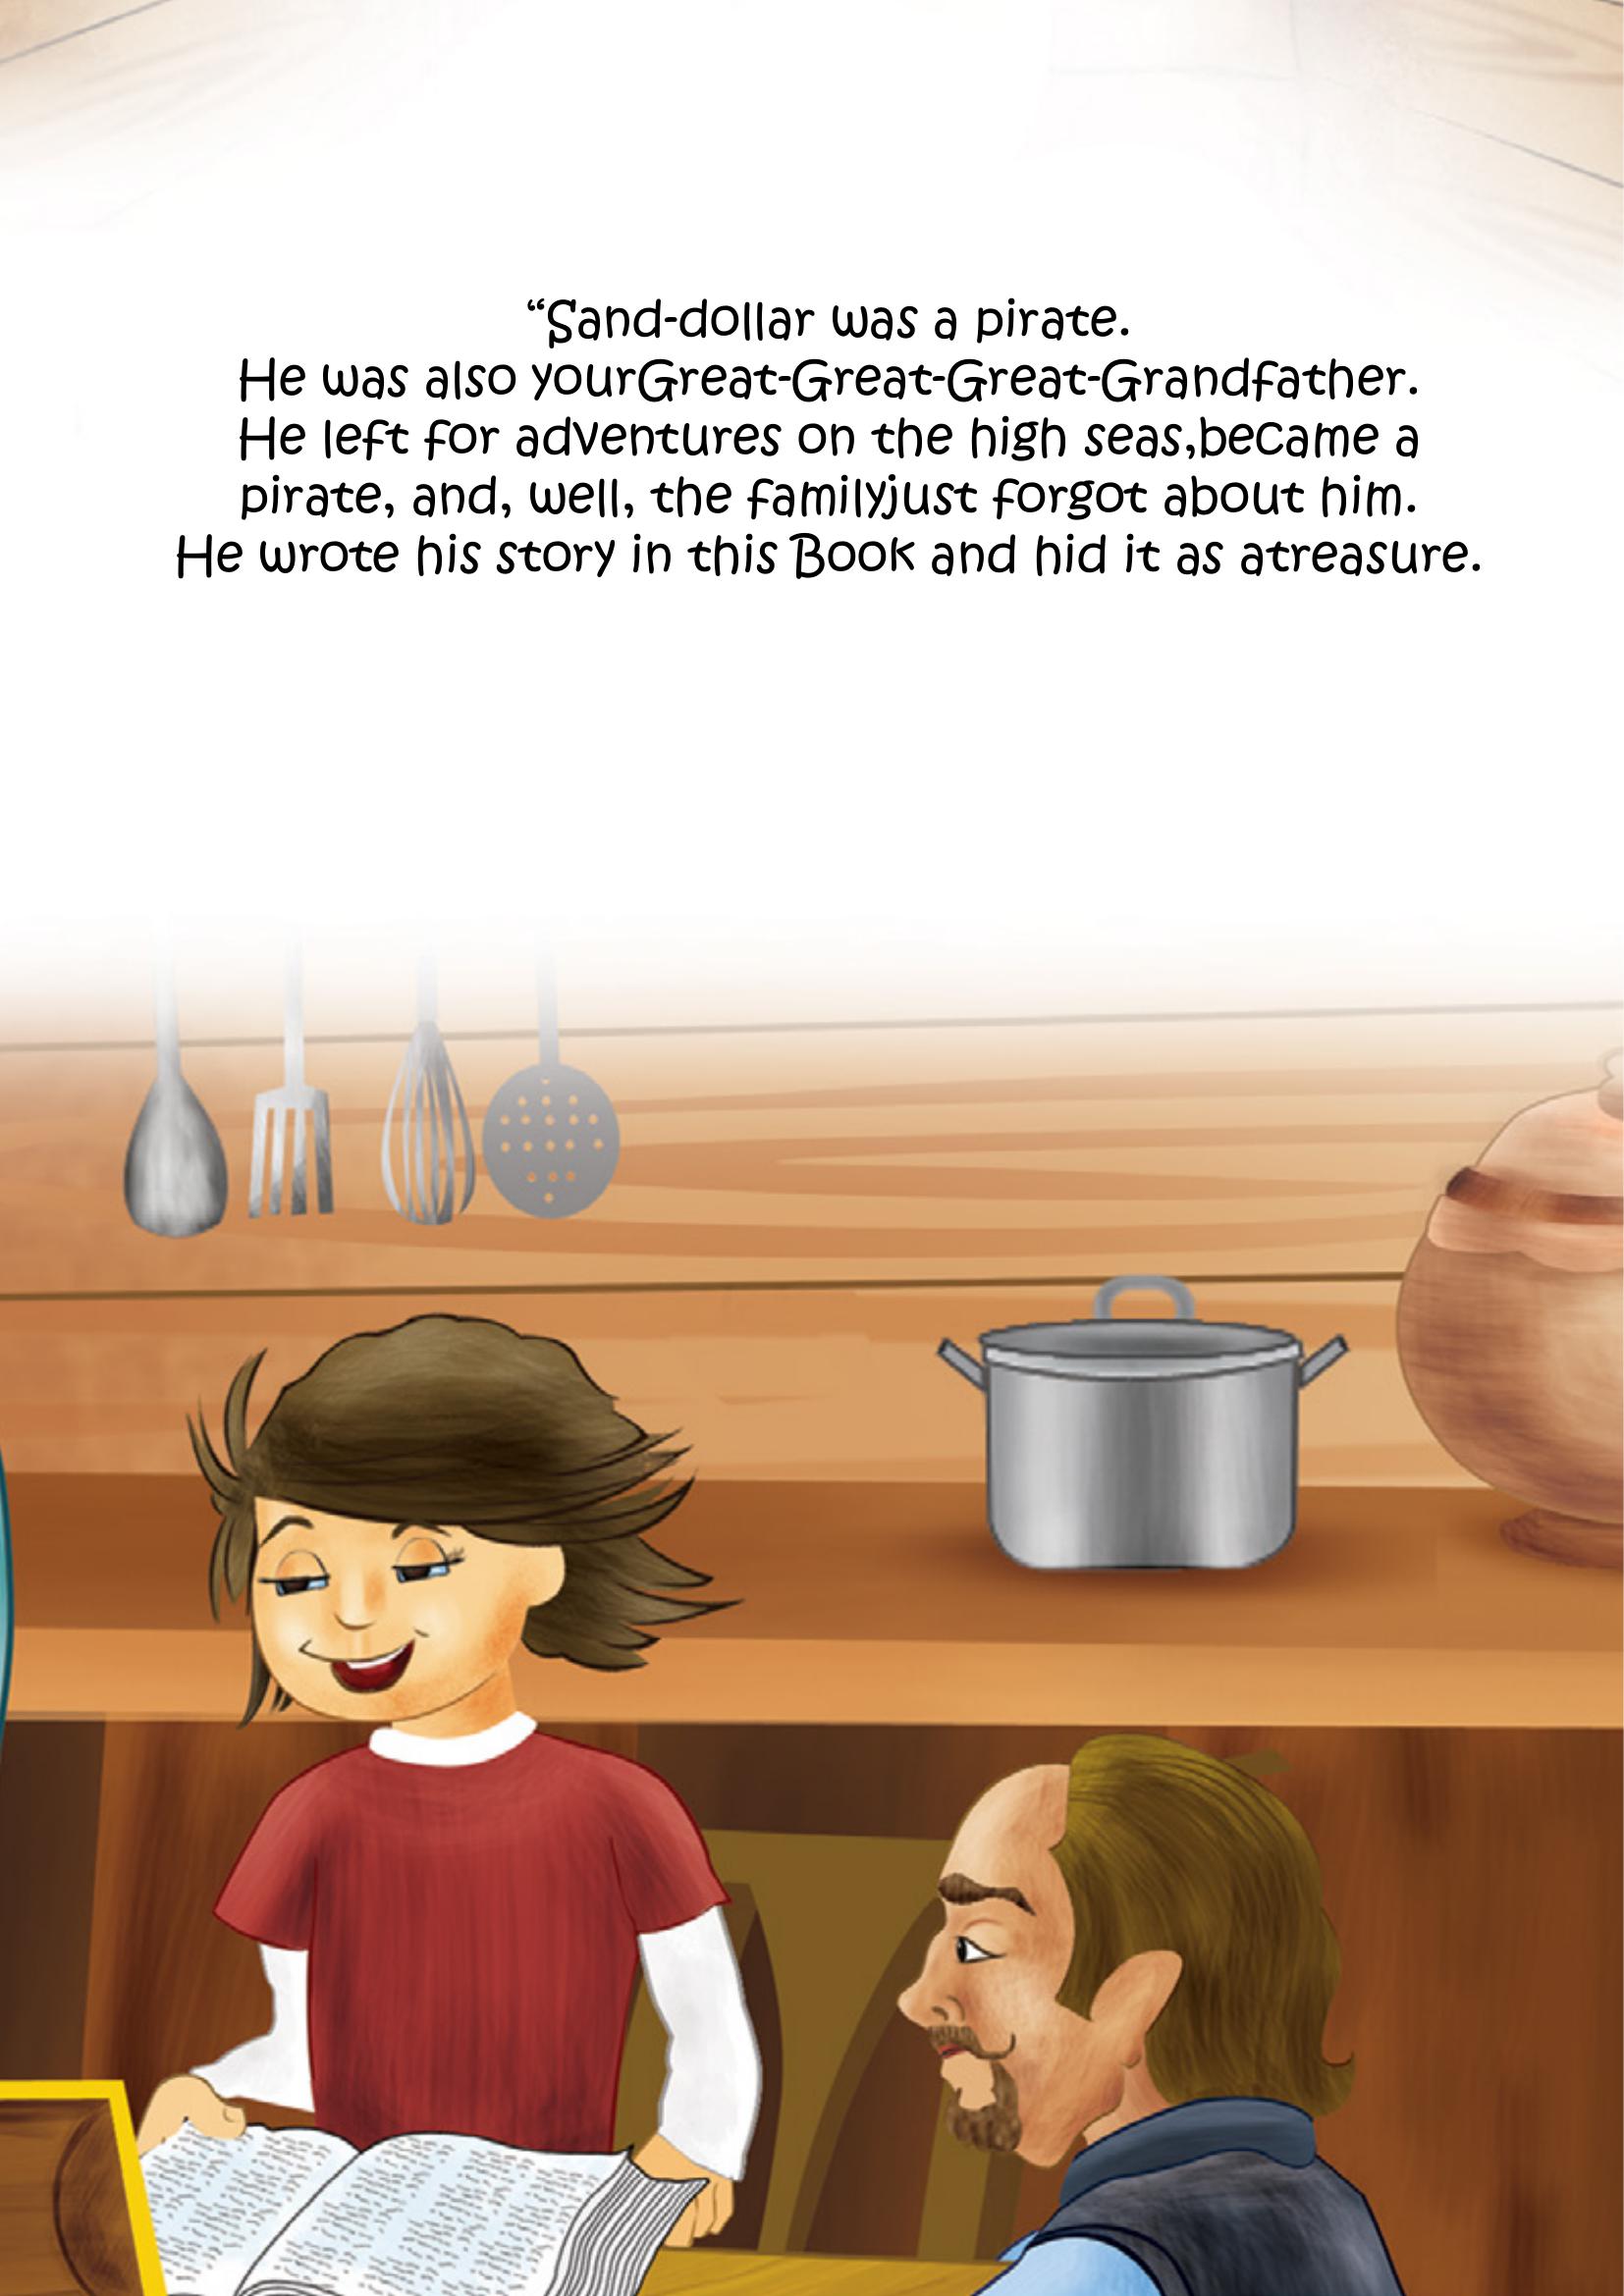 “Sand-dollar was a pirate.
He was also yourGreat-Great-Great-Grandfather.
He left for adventures on the high seas,became a
pirate, and, well, the familyjust forgot about him.
He wrote his story in this Book and hid it as atreasure.